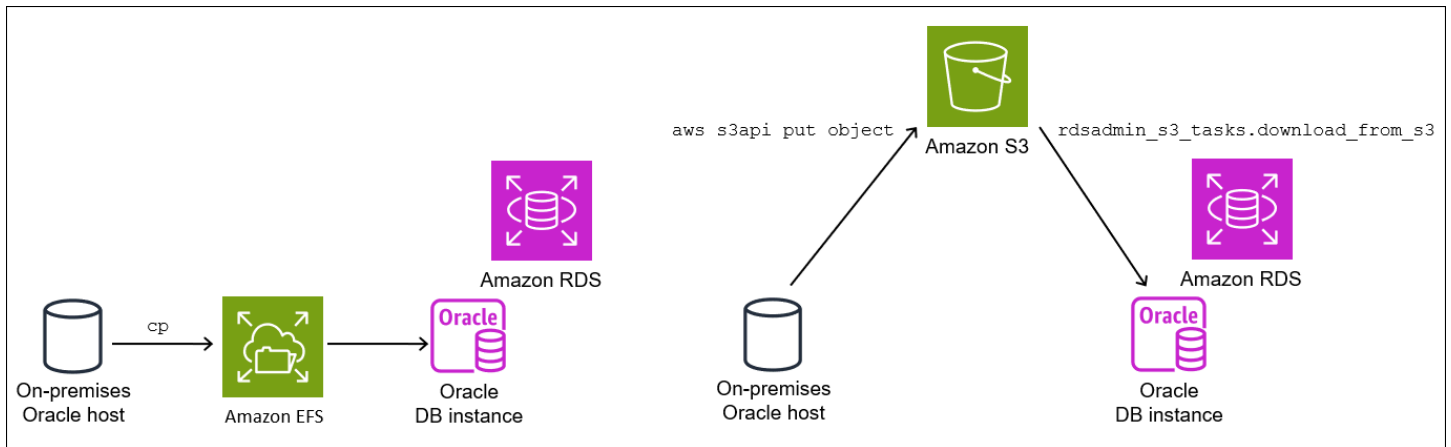 cp
On-premises
Oracle host
Amazon EFS
Amazon RDS
Oracle
Oracle
DB instance
aws s3api put object
Amazon S3
rdsadmin_s3_tasks.download_from_s3
On-premises
Oracle host
Amazon RDS
Oracle
Oracle
DB instance